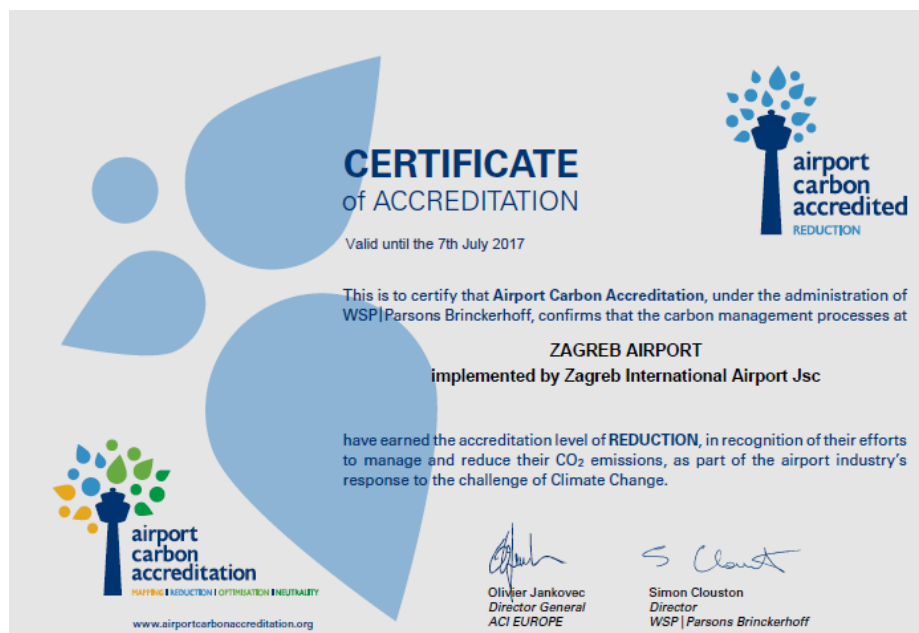 CERTIFICATE
of ACCREDITATION
Valid until the 7th July 2017
airport
carbon
accredited
REDUCTION
This is to certify that Airport Carbon Accreditation, under the administration of
WSP|Parsons Brinckerhoff, confirms that the carbon management processes at
ZAGREB AIRPORT
implemented by Zagreb International Airport Jsc
have earned the accreditation level of REDUCTION, in recognition of their efforts
to manage and reduce their CO₂ emissions, as part of the airport industry's
response to the challenge of Climate Change.
airport
carbon
accreditation
MAPPING | REDUCTION | OPTIMISATION | NEUTRALITY
www.airportcarbonaccreditation.org
Olivier Jankovec
Director General
ACI EUROPE
S Cloust
Simon Clouston
Director
WSP|Parsons Brinckerhoff